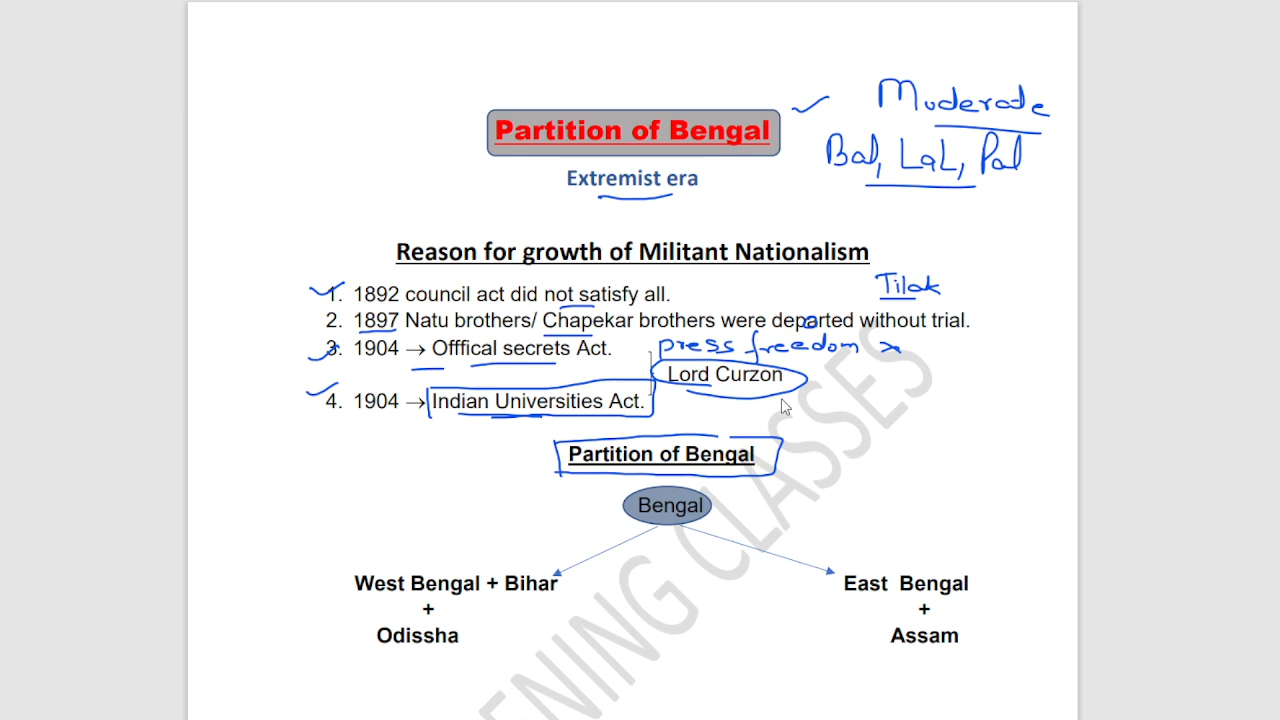 Moderate
Partition of Bengal
Bal, LaL, Pal
Extremist era
Reason for growth of Militant Nationalism
Tilak
1. 1892 council act did not satisfy all.
2. 1897 Natu brothers/ Chapekar brothers were departed without trial.
3. 1904 → Offfical secrets Act.
press freedom x
Lord Curzon
4. 1904 → Indian Universities Act.
Partition of Bengal
Bengal
West Bengal + Bihar
+
Odissha
East Bengal
+
Assam
ENING CLASSES